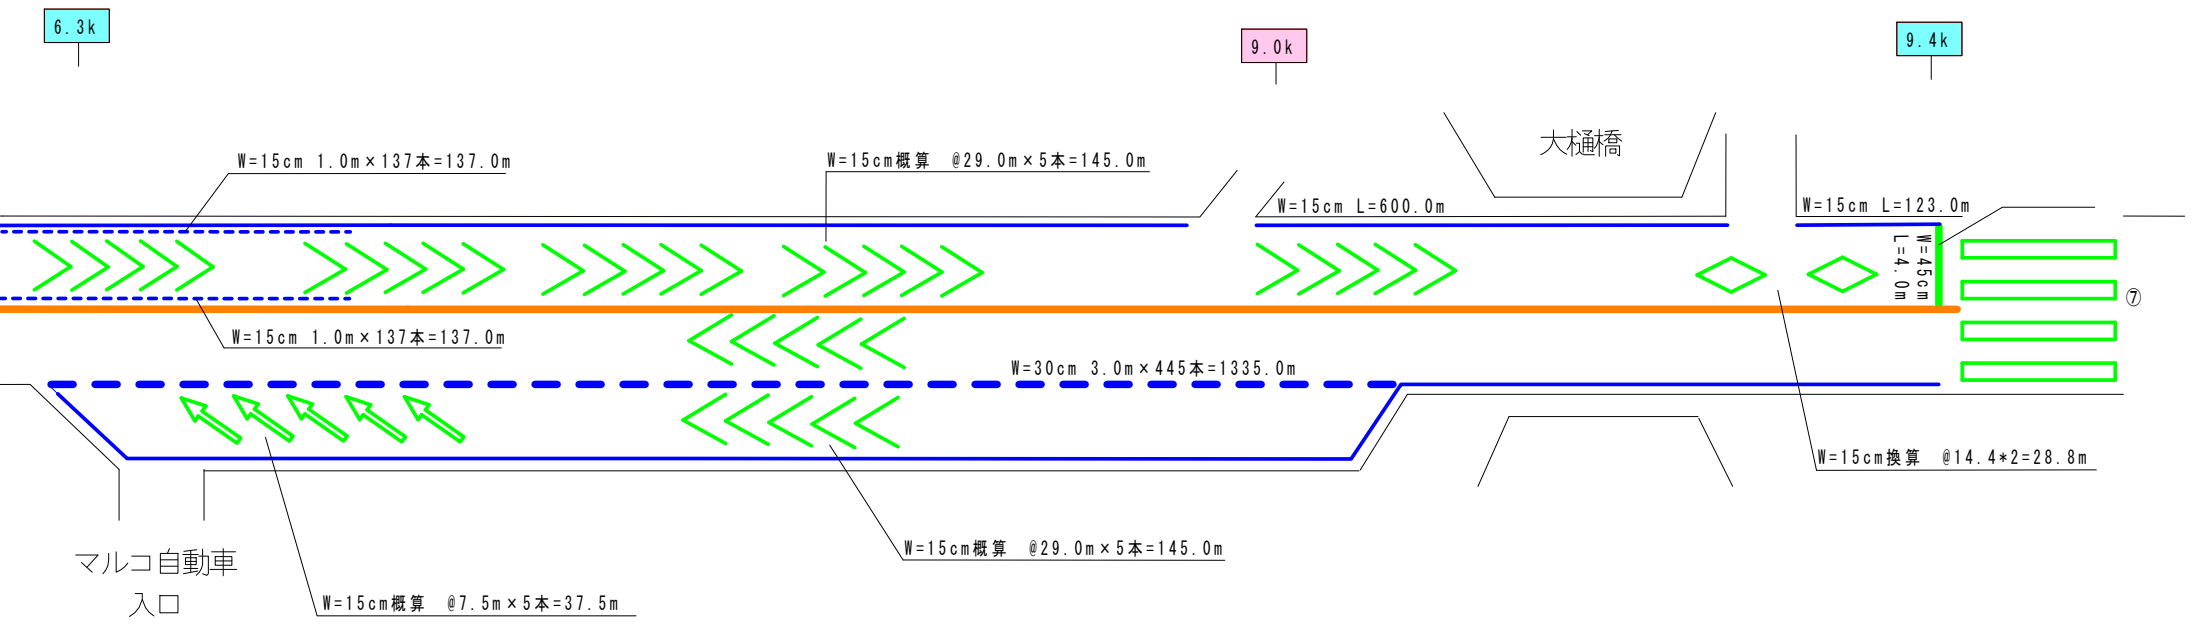 6.3k
9.0k
9.4k
大樋橋
W=15cm 1.0m×137本=137.0m
W=15cm概算 @29.0m×5本=145.0m
W=15cm L=600.0m
W=15cm L=123.0m
W=45cm
L=4.0m
⑦
W=15cm 1.0m×137本=137.0m
W=30cm 3.0m×445本=1335.0m
W=15cm換算 @14.4*2=28.8m
W=15cm概算 @29.0m×5本=145.0m
マルコ自動車
入口
W=15cm概算 @7.5m×5本=37.5m